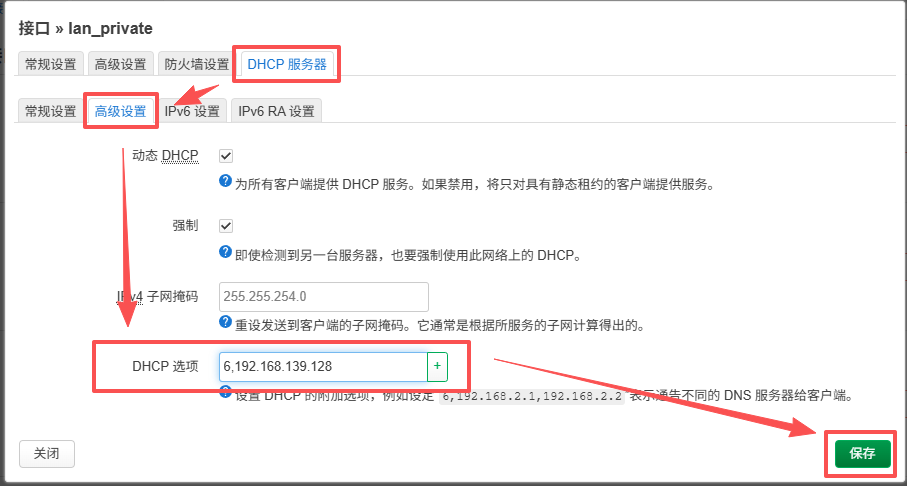 接口 » lan_private
常规设置 高级设置 防火墙设置 DHCP 服务器
常规设置 高级设置 IPv6 设置 IPv6 RA 设置
动态 DHCP
为所有客户端提供 DHCP 服务。如果禁用，将只对具有静态租约的客户端提供服务。
强制
即使检测到另一台服务器，也要强制使用此网络上的 DHCP。
IPv4 子网掩码 255.255.254.0
重设发送到客户端的子网掩码。它通常是根据所服务的子网计算得出的。
DHCP 选项 6,192.168.139.128 +
设置 DHCP 的附加选项，例如设定 6,192.168.2.1,192.168.2.2 表示通告不同的 DNS 服务器给客户端。
关闭 保存